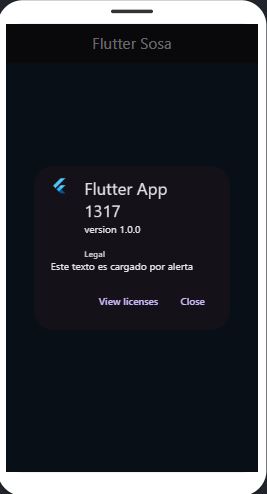 Flutter Sosa
Flutter App
1317
version 1.0.0
Legal
Este texto es cargado por alerta
View licenses Close